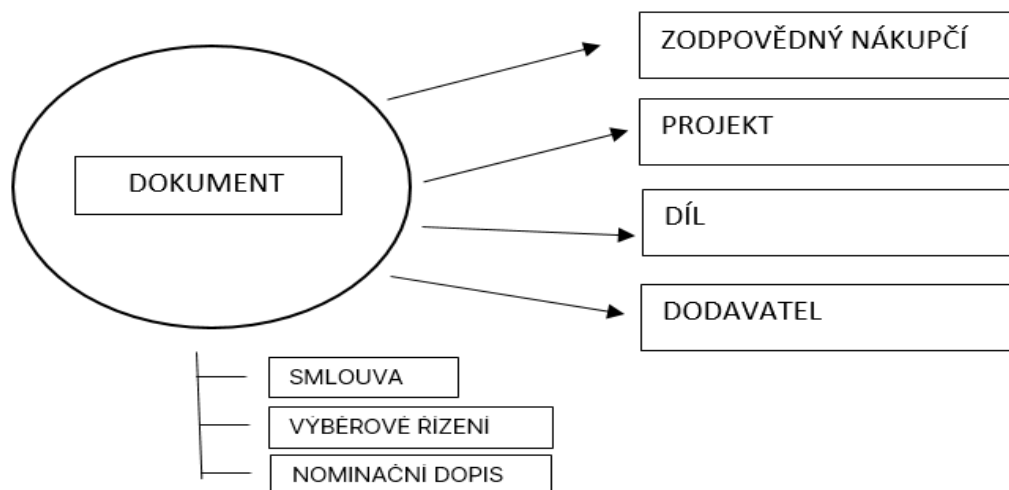 DOKUMENT
ZODPOVĚDNÝ NÁKUPČÍ
PROJEKT
DÍL
DODAVATEL
SMLOUVA
VÝBĚROVÉ ŘÍZENÍ
NOMINAČNÍ DOPIS